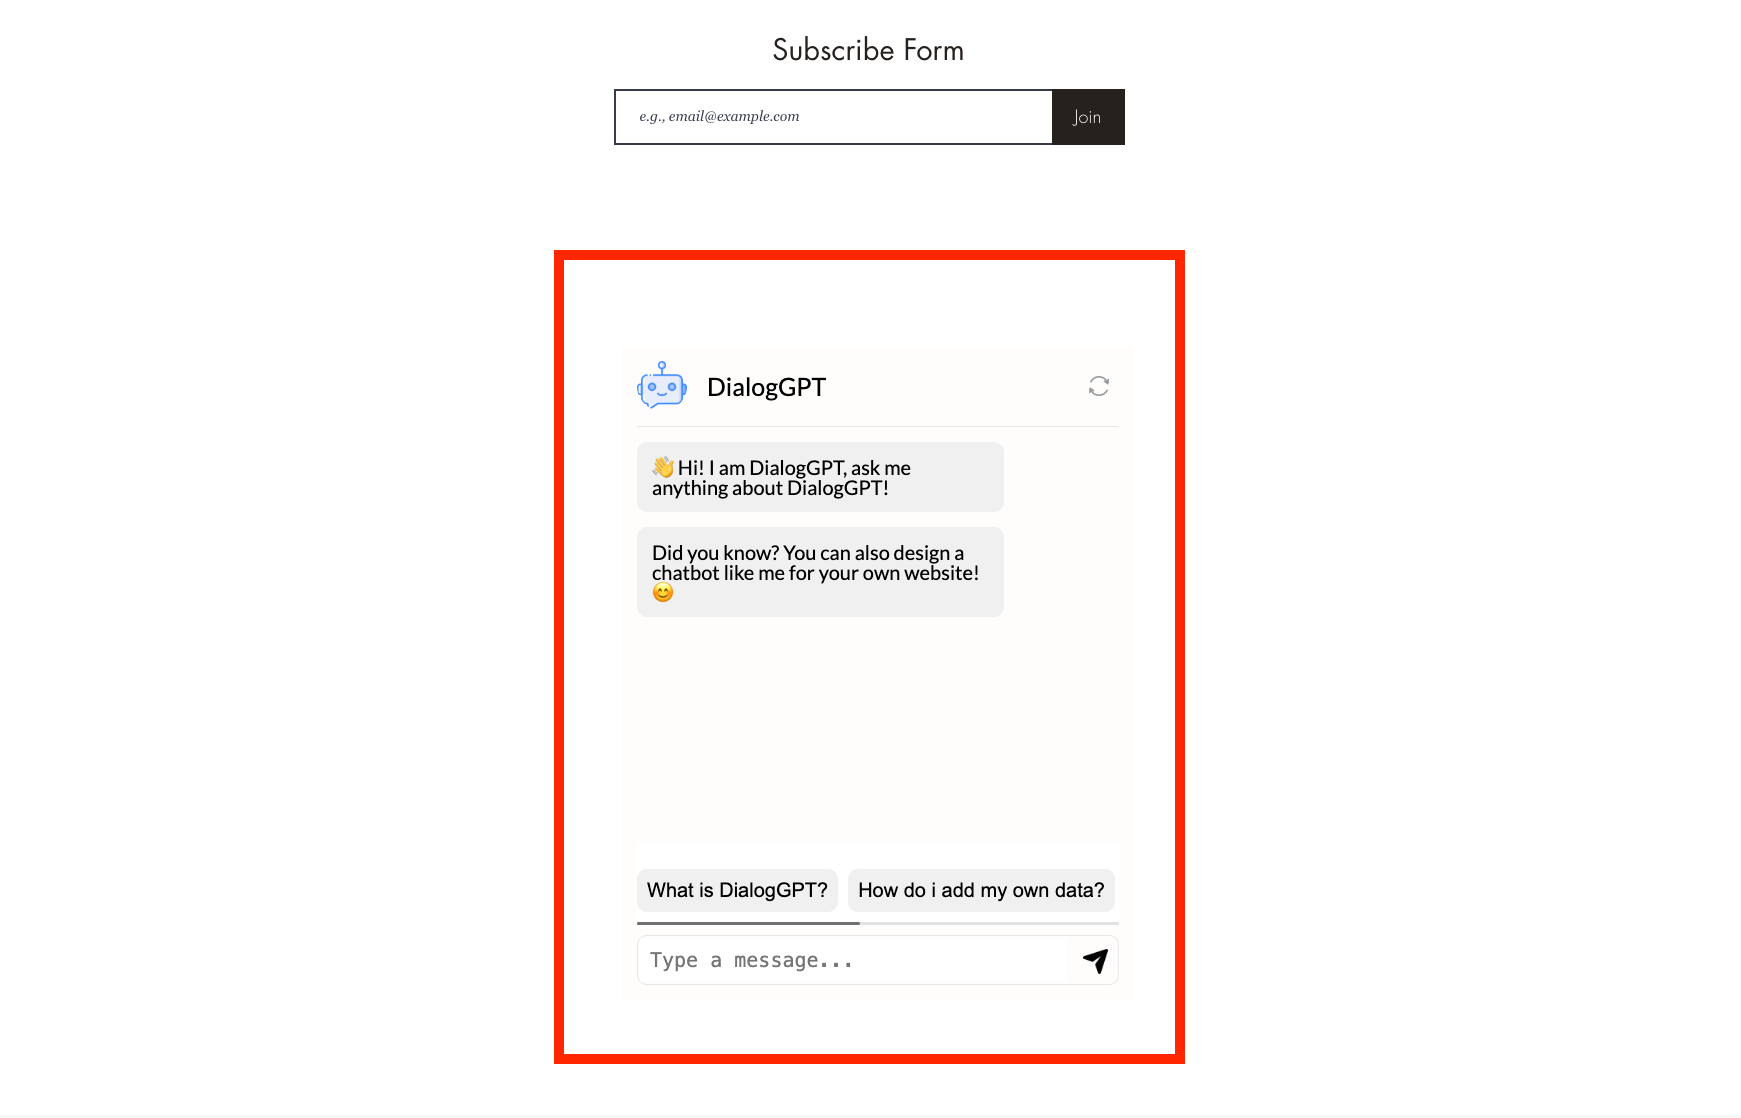 Subscribe Form
e.g., email@example.com
Join
DialogGPT
👋 Hi! I am DialogGPT, ask me
anything about DialogGPT!
Did you know? You can also design a
chatbot like me for your own website!
😊
What is DialogGPT?
How do i add my own data?
Type a message...